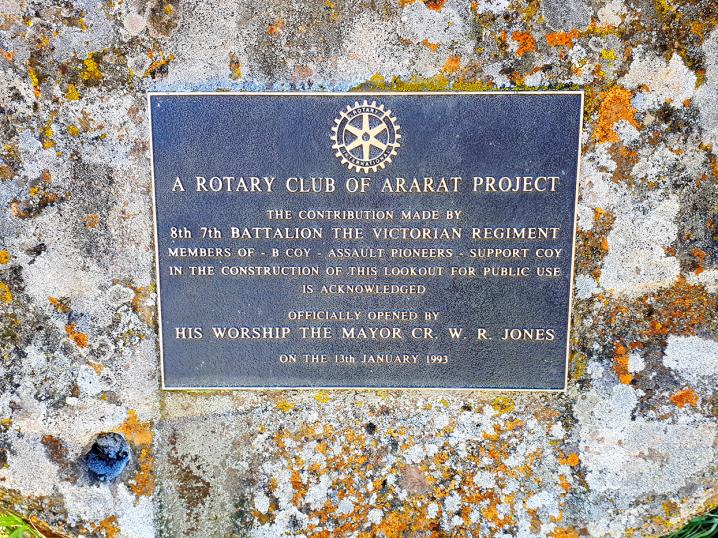 ROTARY
INTERNATIONAL
A ROTARY CLUB OF ARARAT PROJECT
THE CONTRIBUTION MADE BY
8th 7th BATTALION THE VICTORIAN REGIMENT
MEMBERS OF - B COY - ASSAULT PIONEERS - SUPPORT COY
IN THE CONSTRUCTION OF THIS LOOKOUT FOR PUBLIC USE
IS ACKNOWLEDGED
OFFICIALLY OPENED BY
HIS WORSHIP THE MAYOR CR. W. R. JONES
ON THE 13th JANUARY 1993